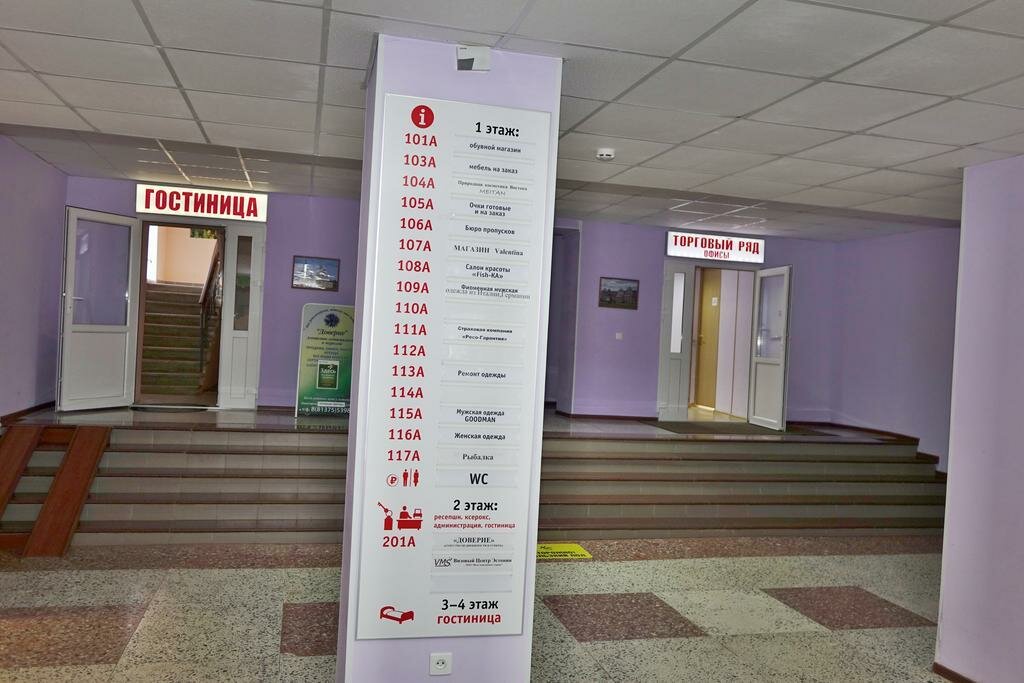 ГОСТИНИЦА
i
1 этаж:
101А обувной магазин
103А мебель на заказ
104А Природная косметика Востока
MEITAN
105А Очки готовые
и на заказ
106А Бюро пропусков
107А МАГАЗИН Valentina
108А Салон красоты
«Fish-КА»
109А Фирменная мужская
одежда из Италии, Германии
110А
111А Страховая компания
«Ресо-Гарантия»
112А
113А Ремонт одежды
114А
115А Мужская одежда
GOODMAN
116А Женская одежда
117А Рыбалка
₽ WC
2 этаж:
ресепшн, ксерокс,
администрация, гостиница
201А «ДОВЕРИЕ»
VMS Визовый Центр Эстонии
3–4 этаж
гостиница
ТОРГОВЫЙ РЯД
ОФИСЫ
"Доверие"
Здесь